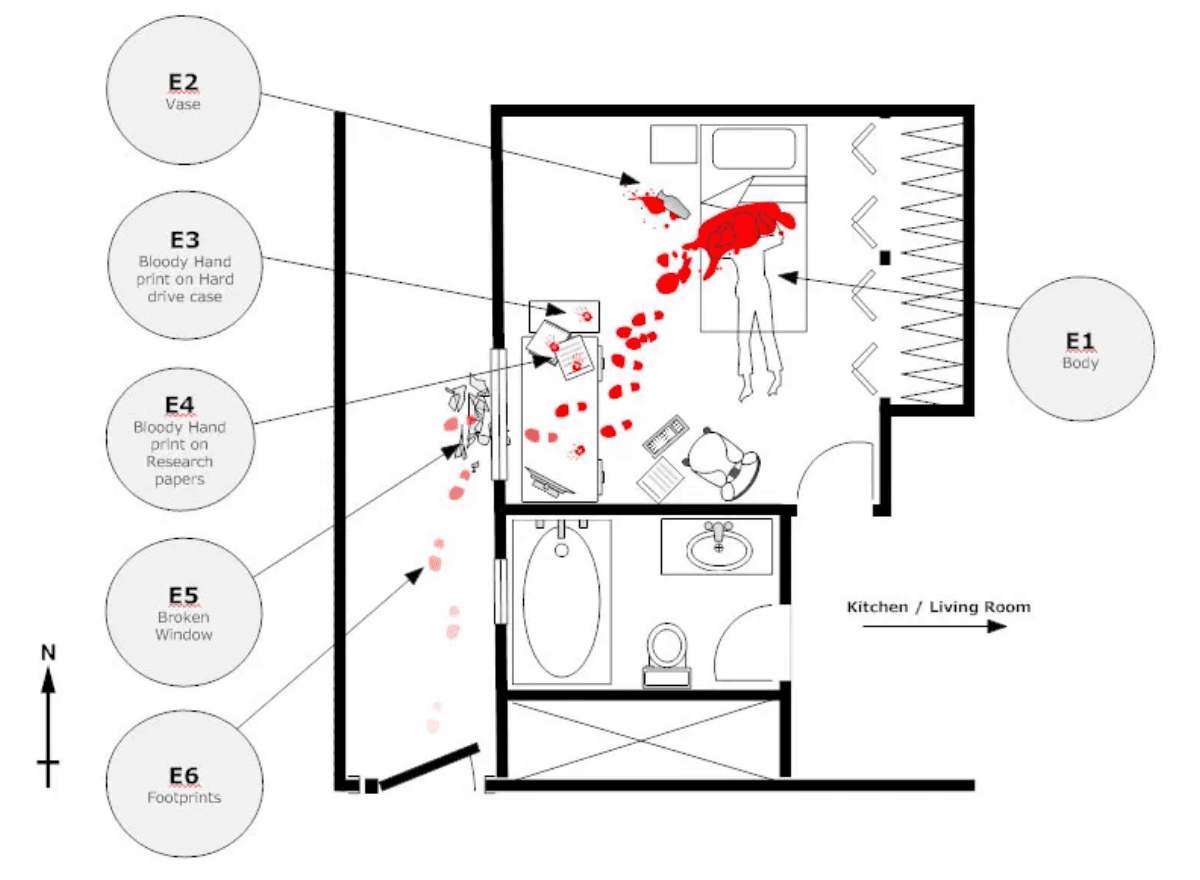 E2
Vase
E3
Bloody Hand
print on Hard
drive case
E4
Bloody Hand
print on
Research
papers
E5
Broken
Window
E6
Footprints
E1
Body
Kitchen / Living Room
N